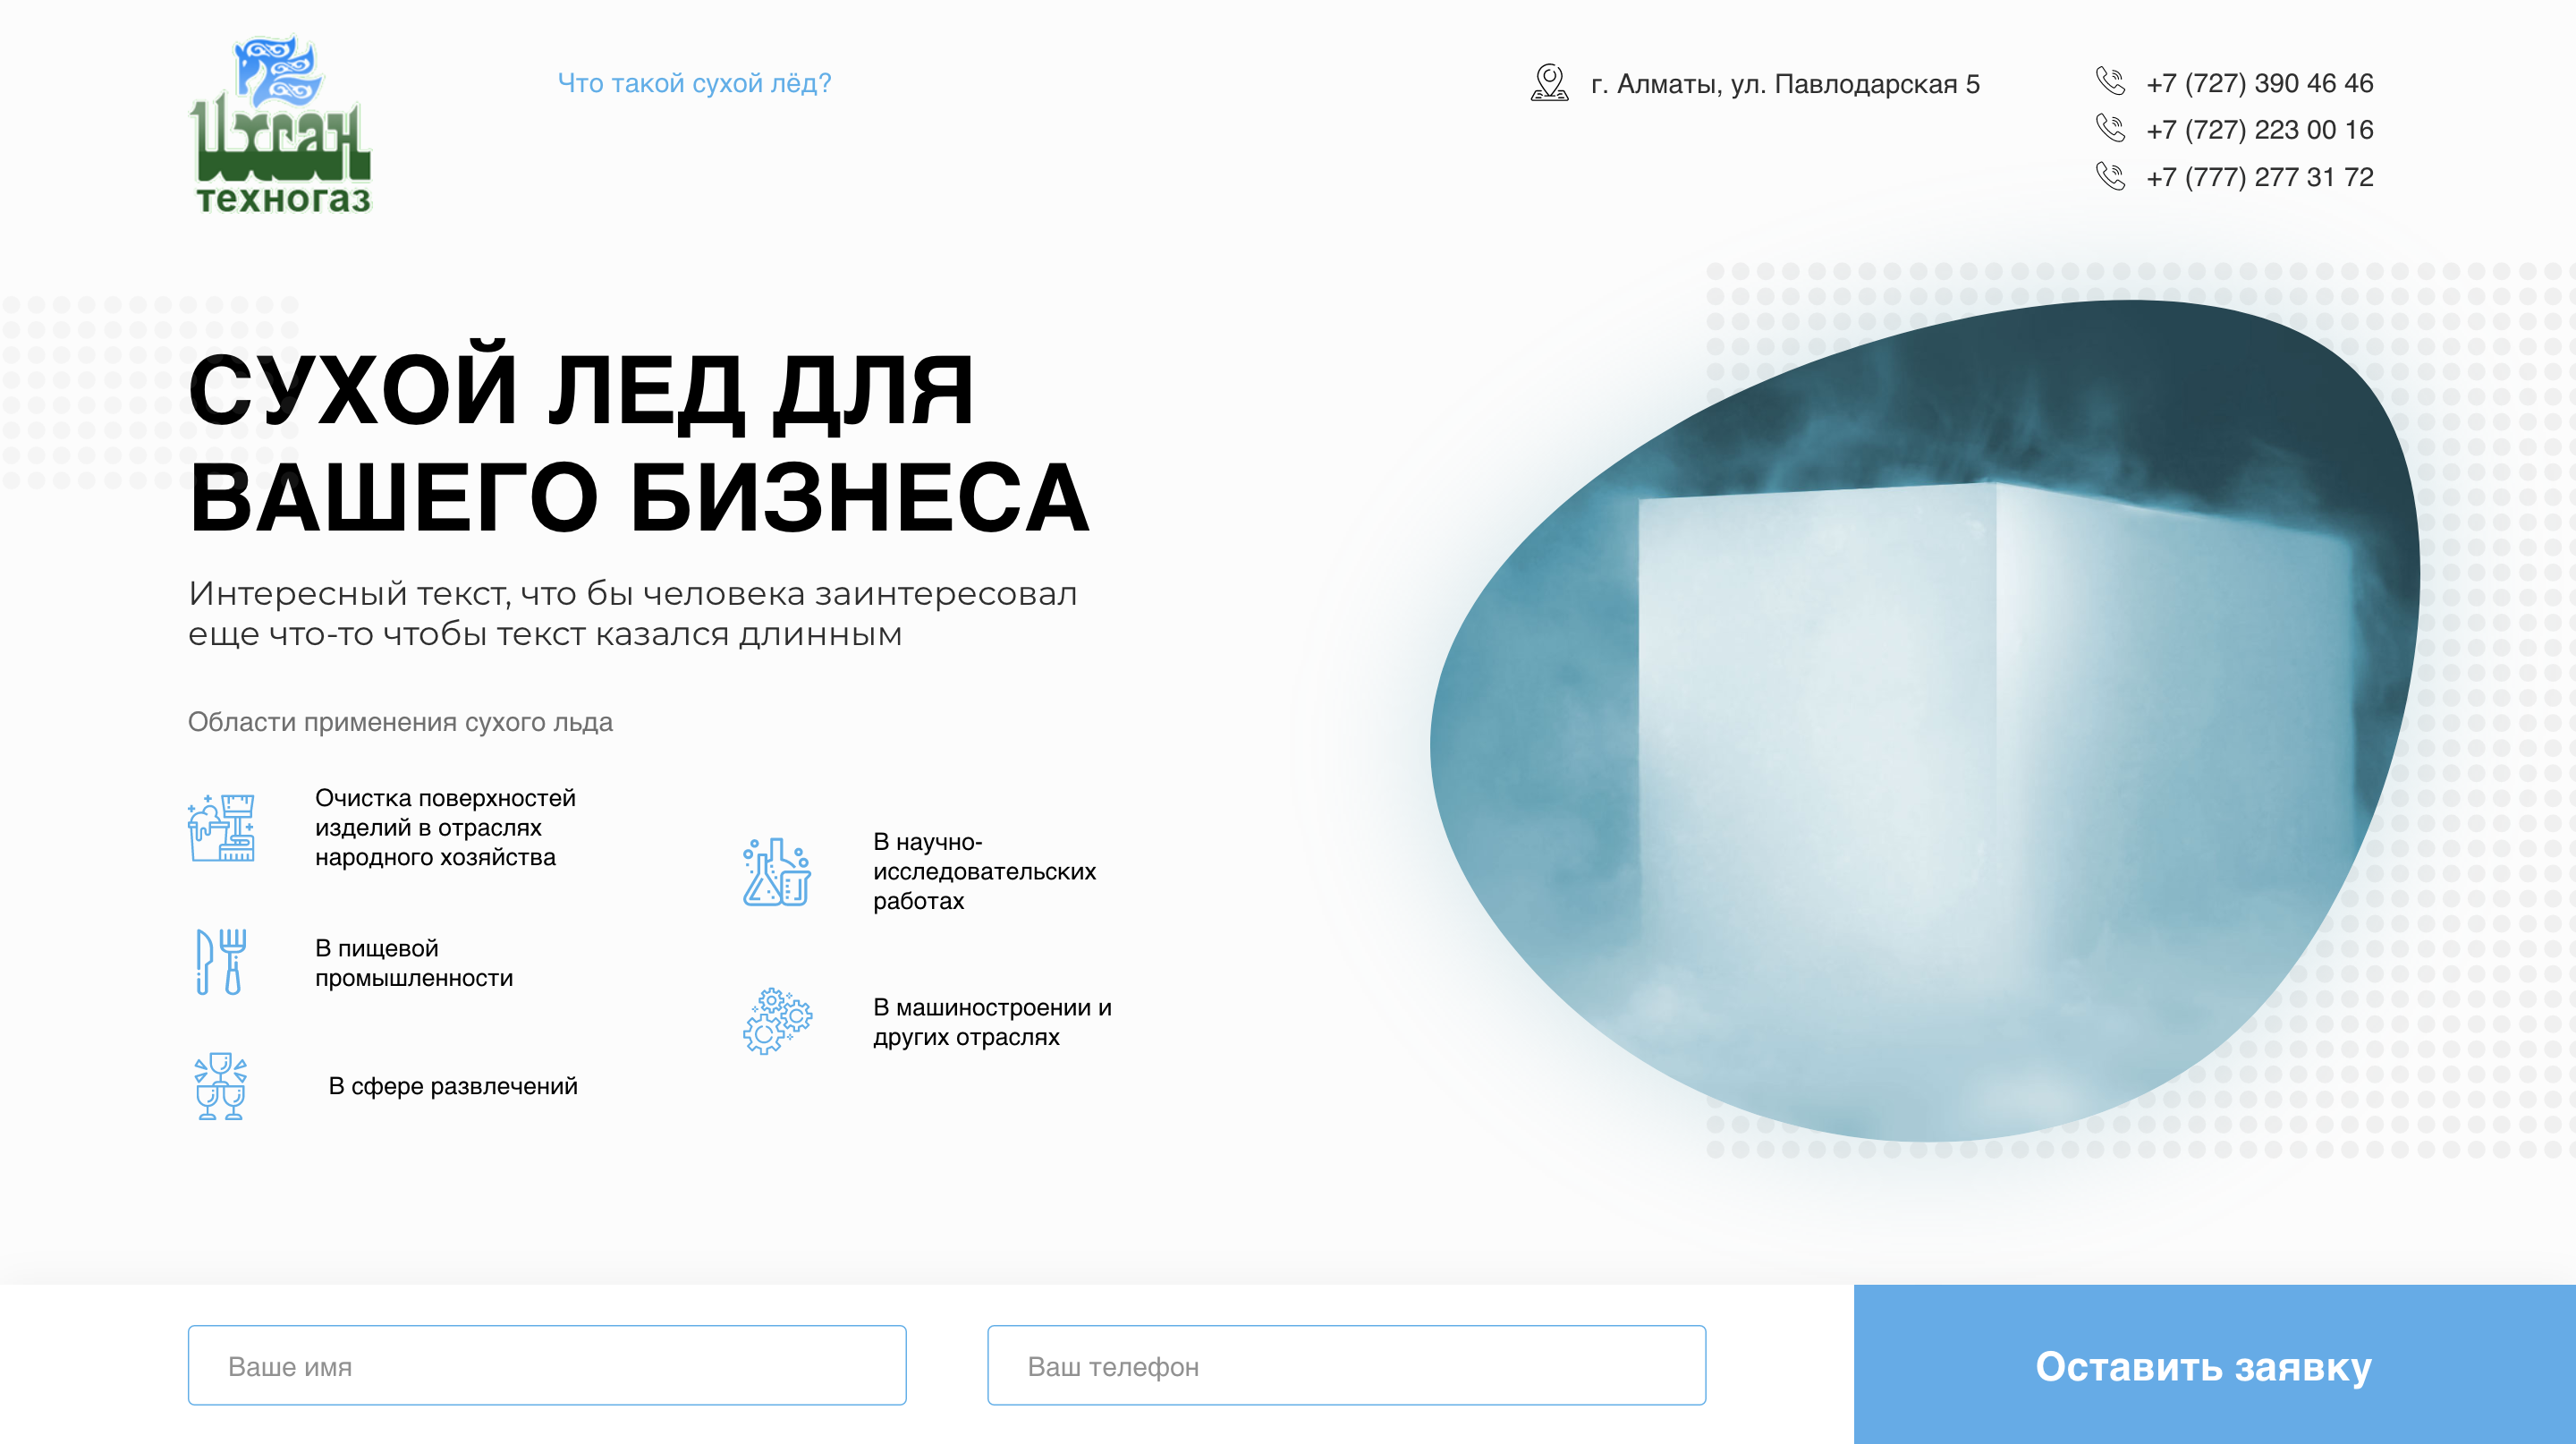 Ихсан
техногаз
Что такой сухой лёд?
г. Алматы, ул. Павлодарская 5
+7 (727) 390 46 46
+7 (727) 223 00 16
+7 (777) 277 31 72
СУХОЙ ЛЕД ДЛЯ
ВАШЕГО БИЗНЕСА
Интересный текст, что бы человека заинтересовал
еще что-то чтобы текст казался длинным
Области применения сухого льда
Очистка поверхностей
изделий в отраслях
народного хозяйства
В пищевой
промышленности
В сфере развлечений
В научно-
исследовательских
работах
В машиностроении и
других отраслях
Ваше имя
Ваш телефон
Оставить заявку